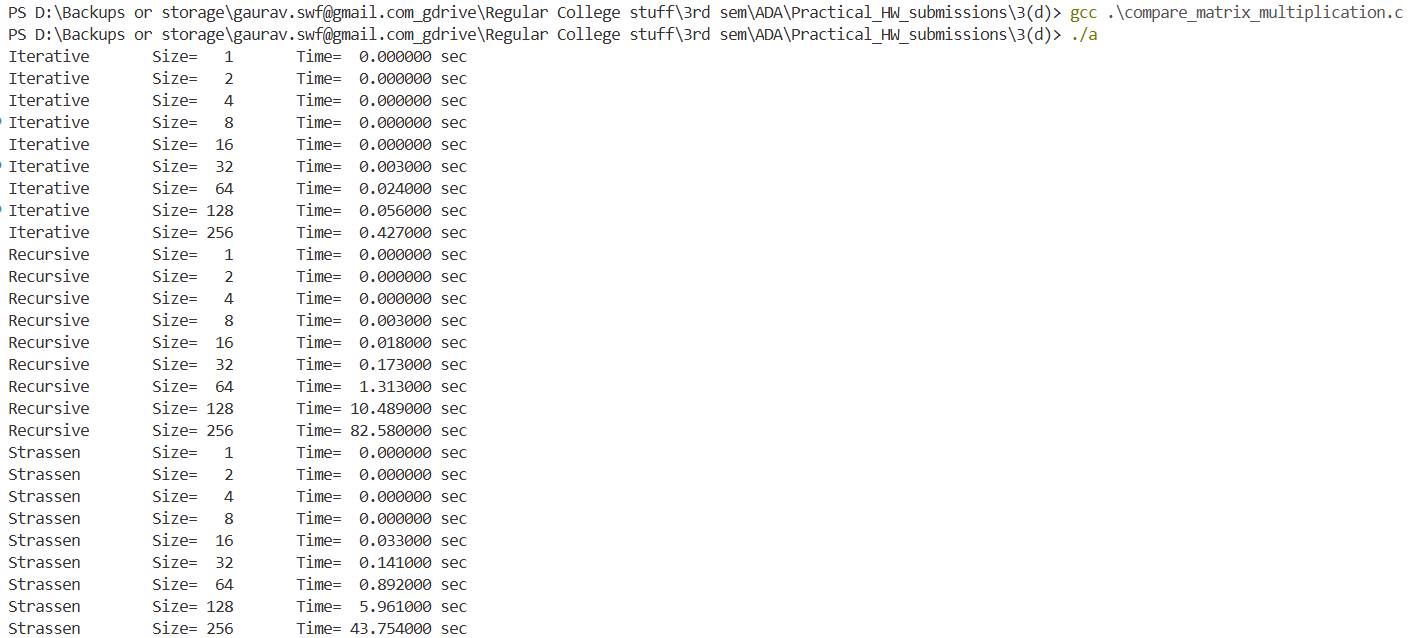 PS D:\Backups or storage\gaurav.swf@gmail.com_gdrive\Regular College stuff\3rd sem\ADA\Practical_HW_submissions\3(d)> gcc .\compare_matrix_multiplication.c
PS D:\Backups or storage\gaurav.swf@gmail.com_gdrive\Regular College stuff\3rd sem\ADA\Practical_HW_submissions\3(d)> ./a
Iterative       Size=   1       Time=  0.000000 sec
Iterative       Size=   2       Time=  0.000000 sec
Iterative       Size=   4       Time=  0.000000 sec
Iterative       Size=   8       Time=  0.000000 sec
Iterative       Size=  16       Time=  0.000000 sec
Iterative       Size=  32       Time=  0.003000 sec
Iterative       Size=  64       Time=  0.024000 sec
Iterative       Size= 128       Time=  0.056000 sec
Iterative       Size= 256       Time=  0.427000 sec
Recursive       Size=   1       Time=  0.000000 sec
Recursive       Size=   2       Time=  0.000000 sec
Recursive       Size=   4       Time=  0.000000 sec
Recursive       Size=   8       Time=  0.003000 sec
Recursive       Size=  16       Time=  0.018000 sec
Recursive       Size=  32       Time=  0.173000 sec
Recursive       Size=  64       Time=  1.313000 sec
Recursive       Size= 128       Time= 10.489000 sec
Recursive       Size= 256       Time= 82.580000 sec
Strassen        Size=   1       Time=  0.000000 sec
Strassen        Size=   2       Time=  0.000000 sec
Strassen        Size=   4       Time=  0.000000 sec
Strassen        Size=   8       Time=  0.000000 sec
Strassen        Size=  16       Time=  0.033000 sec
Strassen        Size=  32       Time=  0.141000 sec
Strassen        Size=  64       Time=  0.892000 sec
Strassen        Size= 128       Time=  5.961000 sec
Strassen        Size= 256       Time= 43.754000 sec